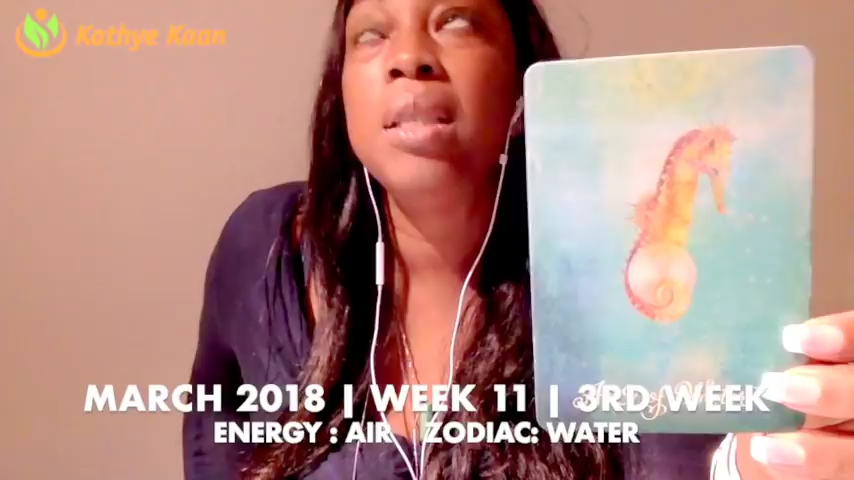 Kathye Kaan
MARCH 2018 | WEEK 11 | 3RD WEEK
ENERGY : AIR | ZODIAC: WATER